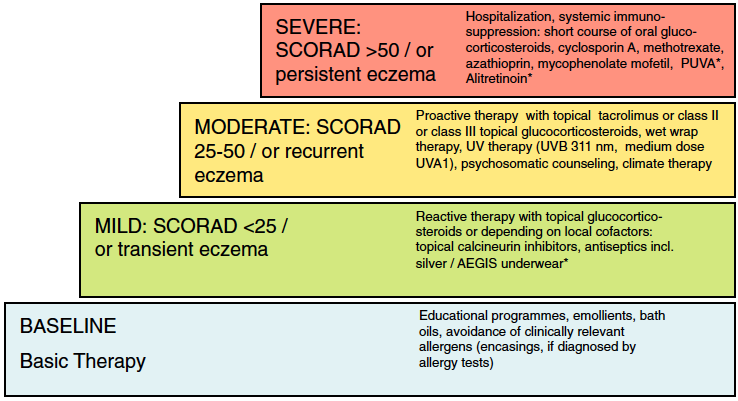 SEVERE:
SCORAD >50 / or
persistent eczema
Hospitalization, systemic immuno-
suppression: short course of oral gluco-
corticosteroids, cyclosporin A, methotrexate,
azathioprin, mycophenolate mofetil, PUVA*,
Alitretinoin*
MODERATE: SCORAD
25-50 / or recurrent
eczema
Proactive therapy with topical tacrolimus or class II
or class III topical glucocorticosteroids, wet wrap
therapy, UV therapy (UVB 311 nm, medium dose
UVA1), psychosomatic counseling, climate therapy
MILD: SCORAD <25 /
or transient eczema
Reactive therapy with topical glucocortico-
steroids or depending on local cofactors:
topical calcineurin inhibitors, antiseptics incl.
silver / AEGIS underwear*
BASELINE
Basic Therapy
Educational programmes, emollients, bath
oils, avoidance of clinically relevant
allergens (encasings, if diagnosed by
allergy tests)